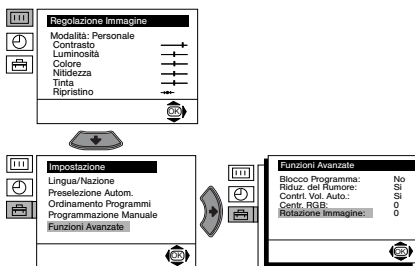 Regolazione Immagine
Modalità: Personale
Contrasto
Luminosità
Colore
Nitidezza
Tinta
Ripristino
OK
Impostazione
Lingua/Nazione
Preselezione Autom.
Ordinamento Programmi
Programmazione Manuale
Funzioni Avanzate
OK
Funzioni Avanzate
Blocco Programma: No
Riduz. del Rumore: Si
Contrl. Vol. Auto.: Si
Centr. RGB: 0
Rotazione Immagine: 0
OK